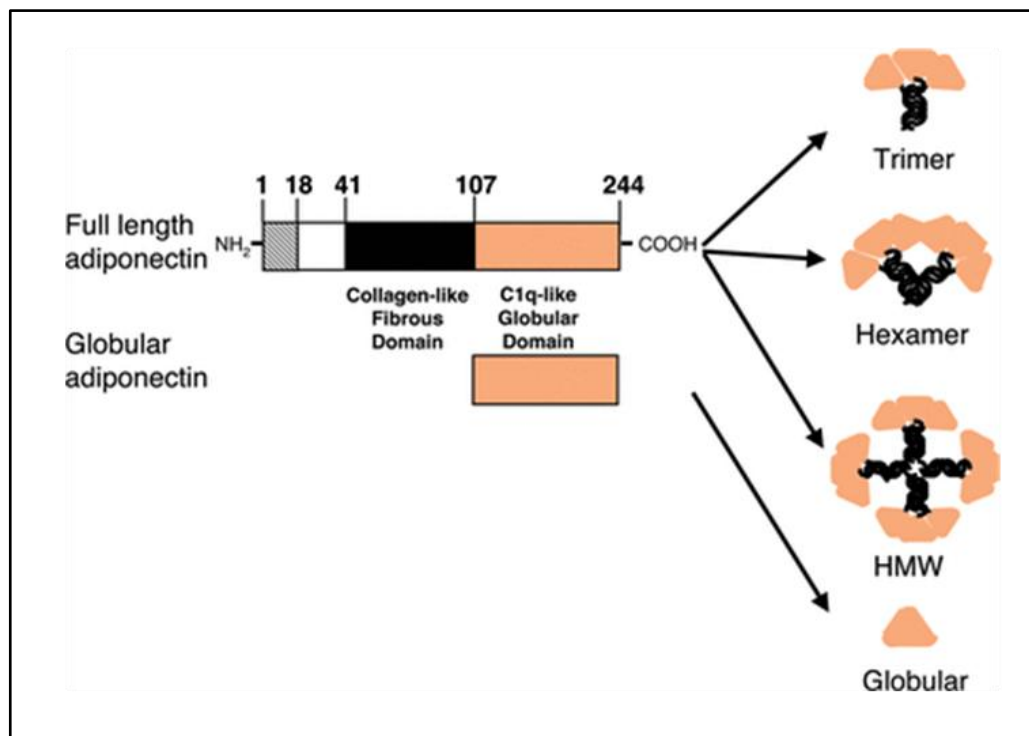 1 18 41 107 244
Full length
adiponectin
NH2
COOH
Collagen-like
Fibrous
Domain
C1q-like
Globular
Domain
Globular
adiponectin
Trimer
Hexamer
HMW
Globular